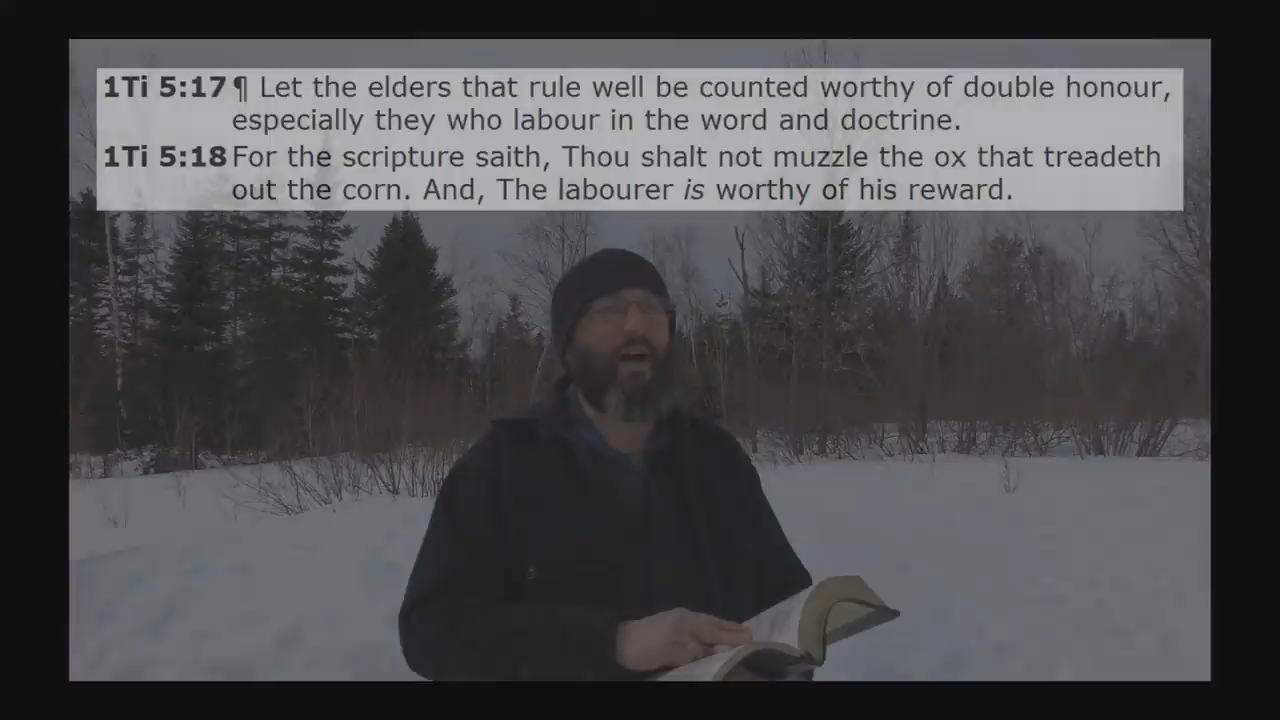 1Ti 5:17 ¶ Let the elders that rule well be counted worthy of double honour,
especially they who labour in the word and doctrine.
1Ti 5:18 For the scripture saith, Thou shalt not muzzle the ox that treadeth
out the corn. And, The labourer is worthy of his reward.